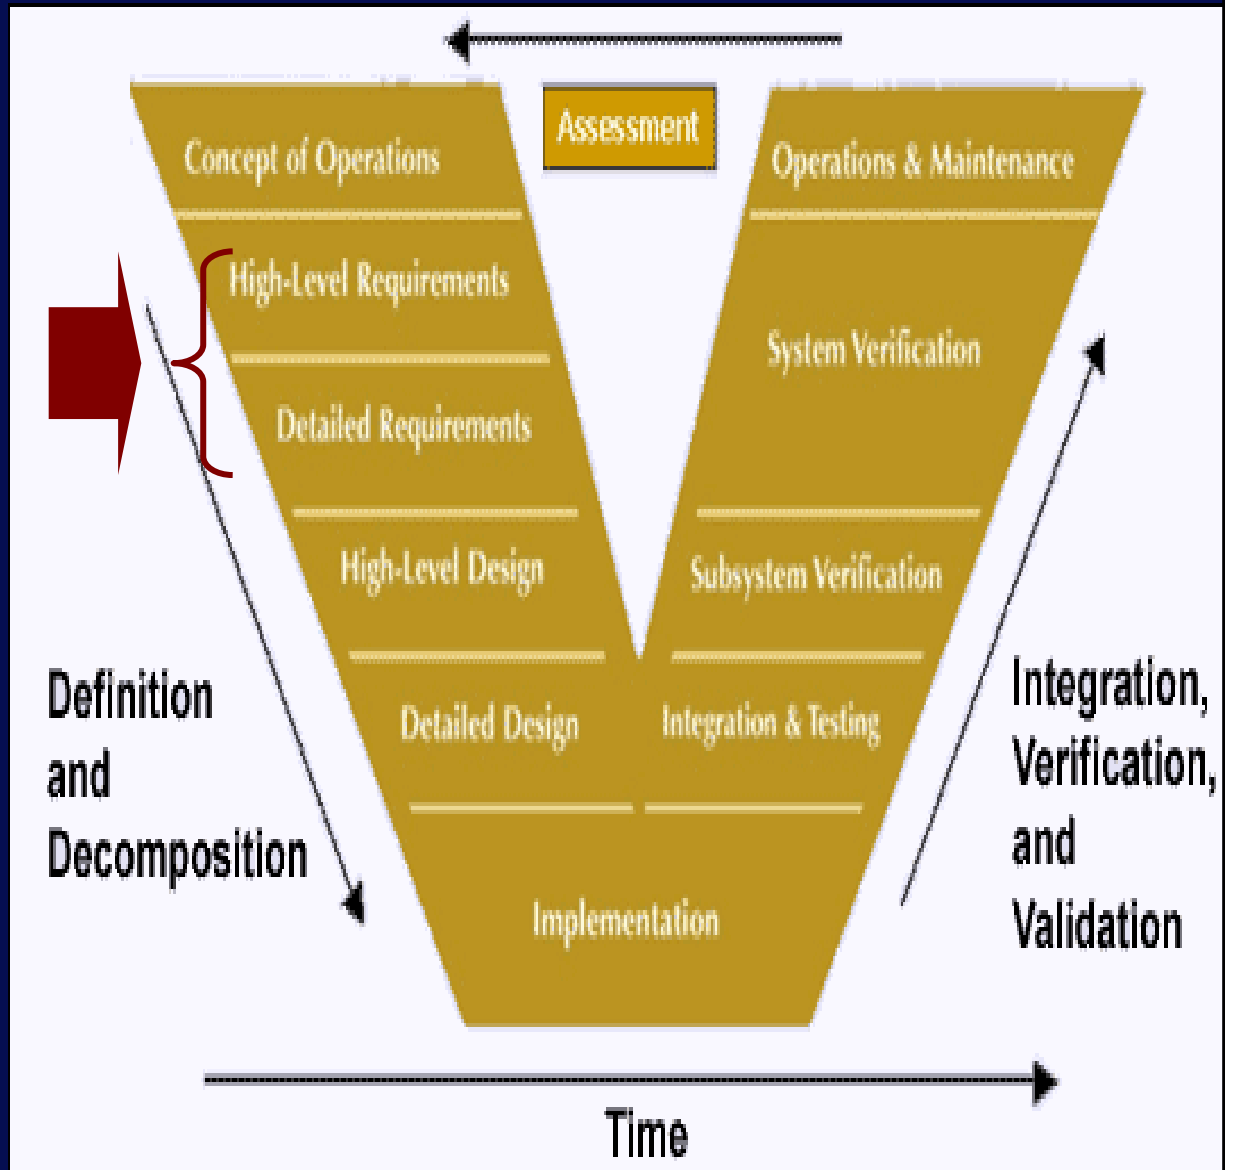 Assessment
Concept of Operations
High-Level Requirements
Detailed Requirements
High-Level Design
Detailed Design
Implementation
Operations & Maintenance
System Verification
Subsystem Verification
Integration & Testing
Definition
and
Decomposition
Integration,
Verification,
and
Validation
Time